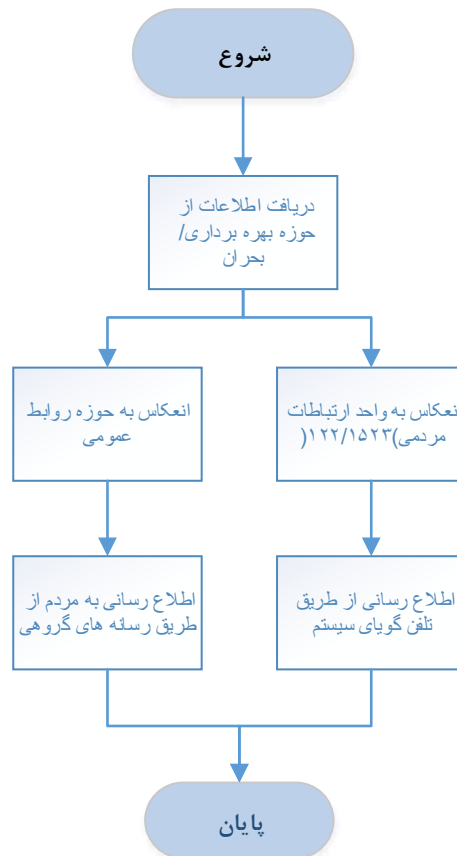 شروع
دریافت اطلاعات از
حوزه بهره برداری/
بحران
نعکاس به واحد ارتباطات
مردمی)۱۲۲/۱۵۲۳(
انعکاس به حوزه روابط
عمومی
اطلاع رسانی از طریق
تلفن گویای سیستم
اطلاع رسانی به مردم از
طریق رسانه های گروهی
پایان